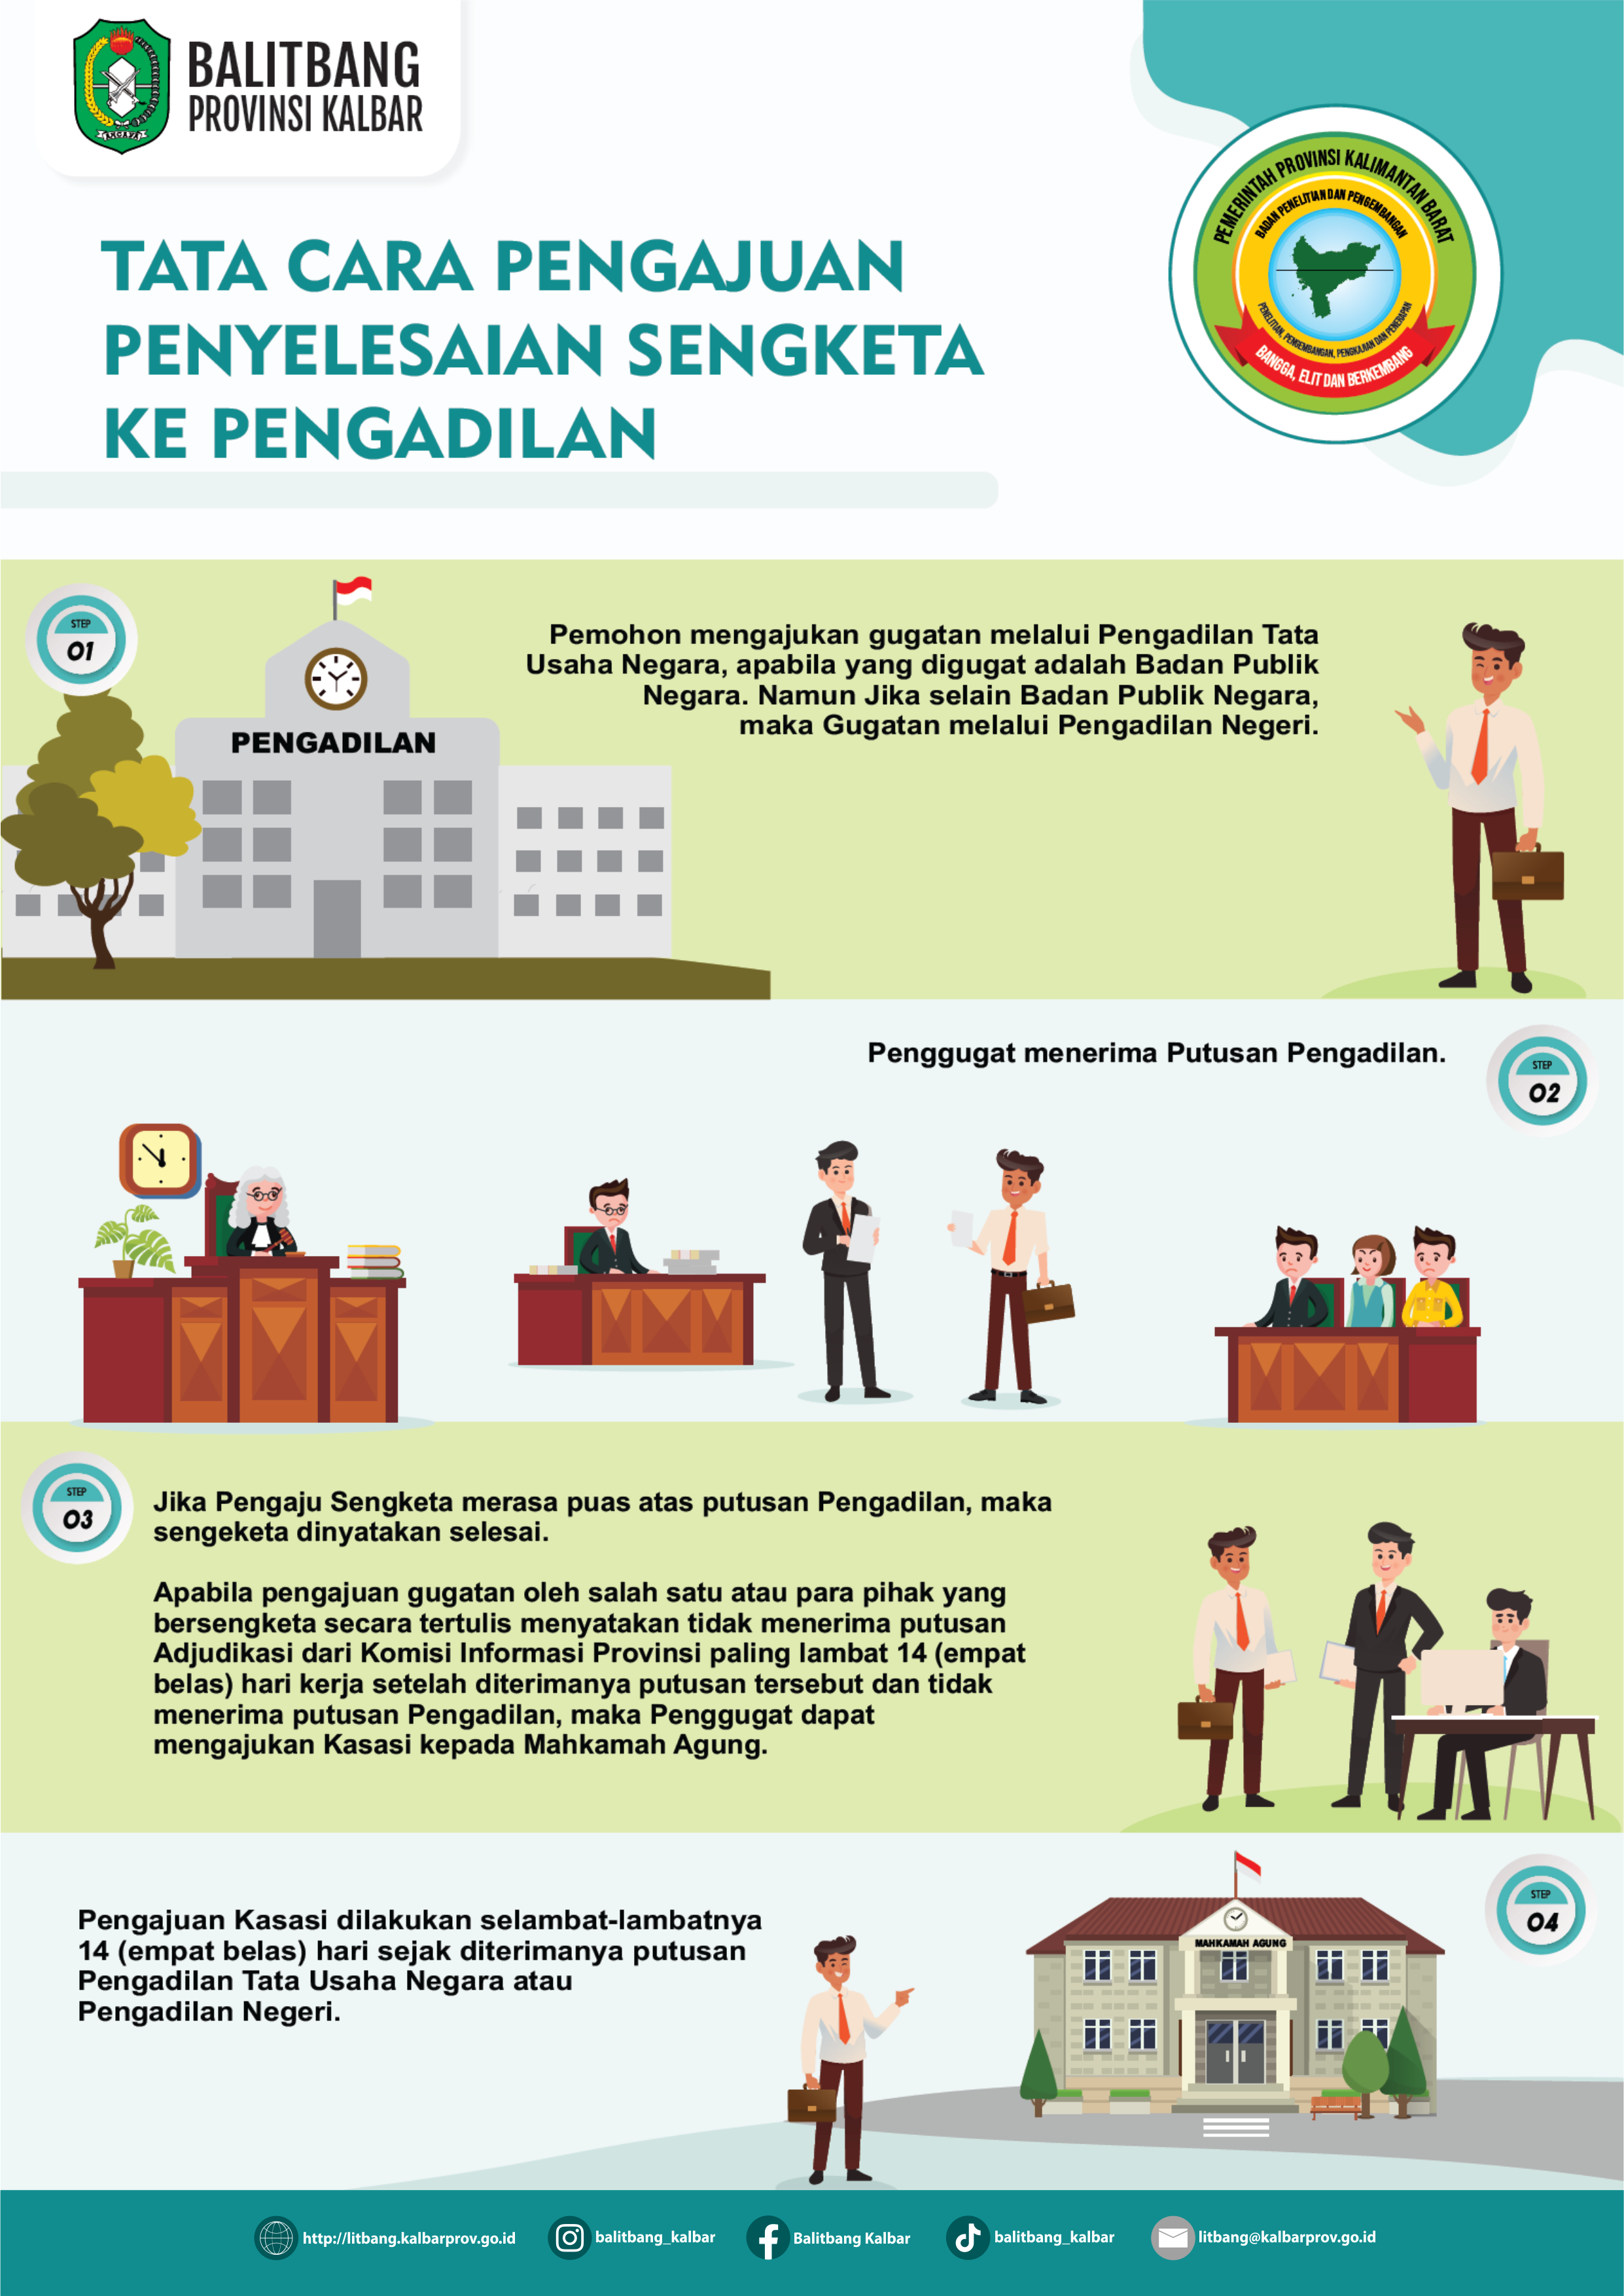 BALITBANG
PROVINSI KALBAR
PEMERINTAH PROVINSI KALIMANTAN BARAT
BADAN PENELITIAN DAN PENGEMBANGAN
PENELITIAN, PENGEMBANGAN, PENGKAJIAN DAN PENERAPAN
BANGGA, ELIT DAN BERKEMBANG
TATA CARA PENGAJUAN
PENYELESAIAN SENGKETA
KE PENGADILAN
STEP
01
PENGADILAN
Pemohon mengajukan gugatan melalui Pengadilan Tata
Usaha Negara, apabila yang digugat adalah Badan Publik
Negara. Namun Jika selain Badan Publik Negara,
maka Gugatan melalui Pengadilan Negeri.
Penggugat menerima Putusan Pengadilan.
STEP
02
STEP
03
Jika Pengaju Sengketa merasa puas atas putusan Pengadilan, maka
sengeketa dinyatakan selesai.
Apabila pengajuan gugatan oleh salah satu atau para pihak yang
bersengketa secara tertulis menyatakan tidak menerima putusan
Adjudikasi dari Komisi Informasi Provinsi paling lambat 14 (empat
belas) hari kerja setelah diterimanya putusan tersebut dan tidak
menerima putusan Pengadilan, maka Penggugat dapat
mengajukan Kasasi kepada Mahkamah Agung.
STEP
04
Pengajuan Kasasi dilakukan selambat-lambatnya
14 (empat belas) hari sejak diterimanya putusan
Pengadilan Tata Usaha Negara atau
Pengadilan Negeri.
MAHKAMAH AGUNG
http://litbang.kalbarprov.go.id
balitbang_kalbar
Balitbang Kalbar
balitbang_kalbar
litbang@kalbarprov.go.id